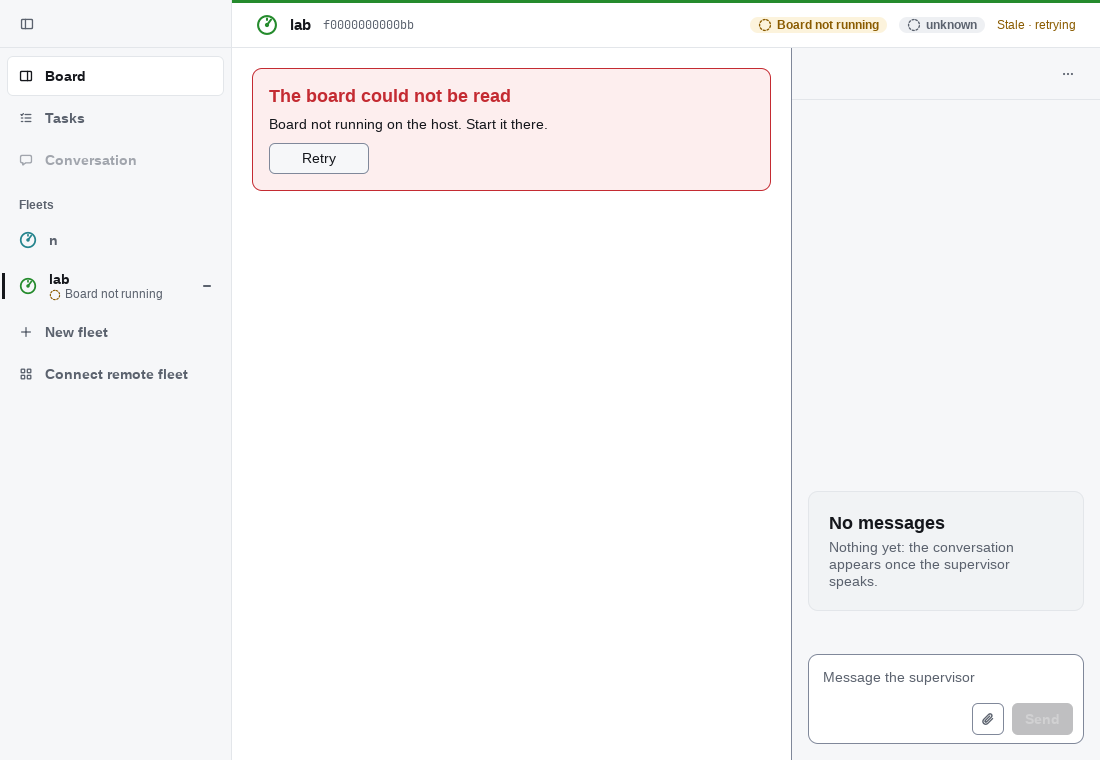 lab f0000000000bb Board not running unknown Stale · retrying
Board
Tasks
Conversation
Fleets
n
lab
Board not running
New fleet
Connect remote fleet
The board could not be read
Board not running on the host. Start it there.
Retry
No messages
Nothing yet: the conversation
appears once the supervisor
speaks.
Message the supervisor
Send